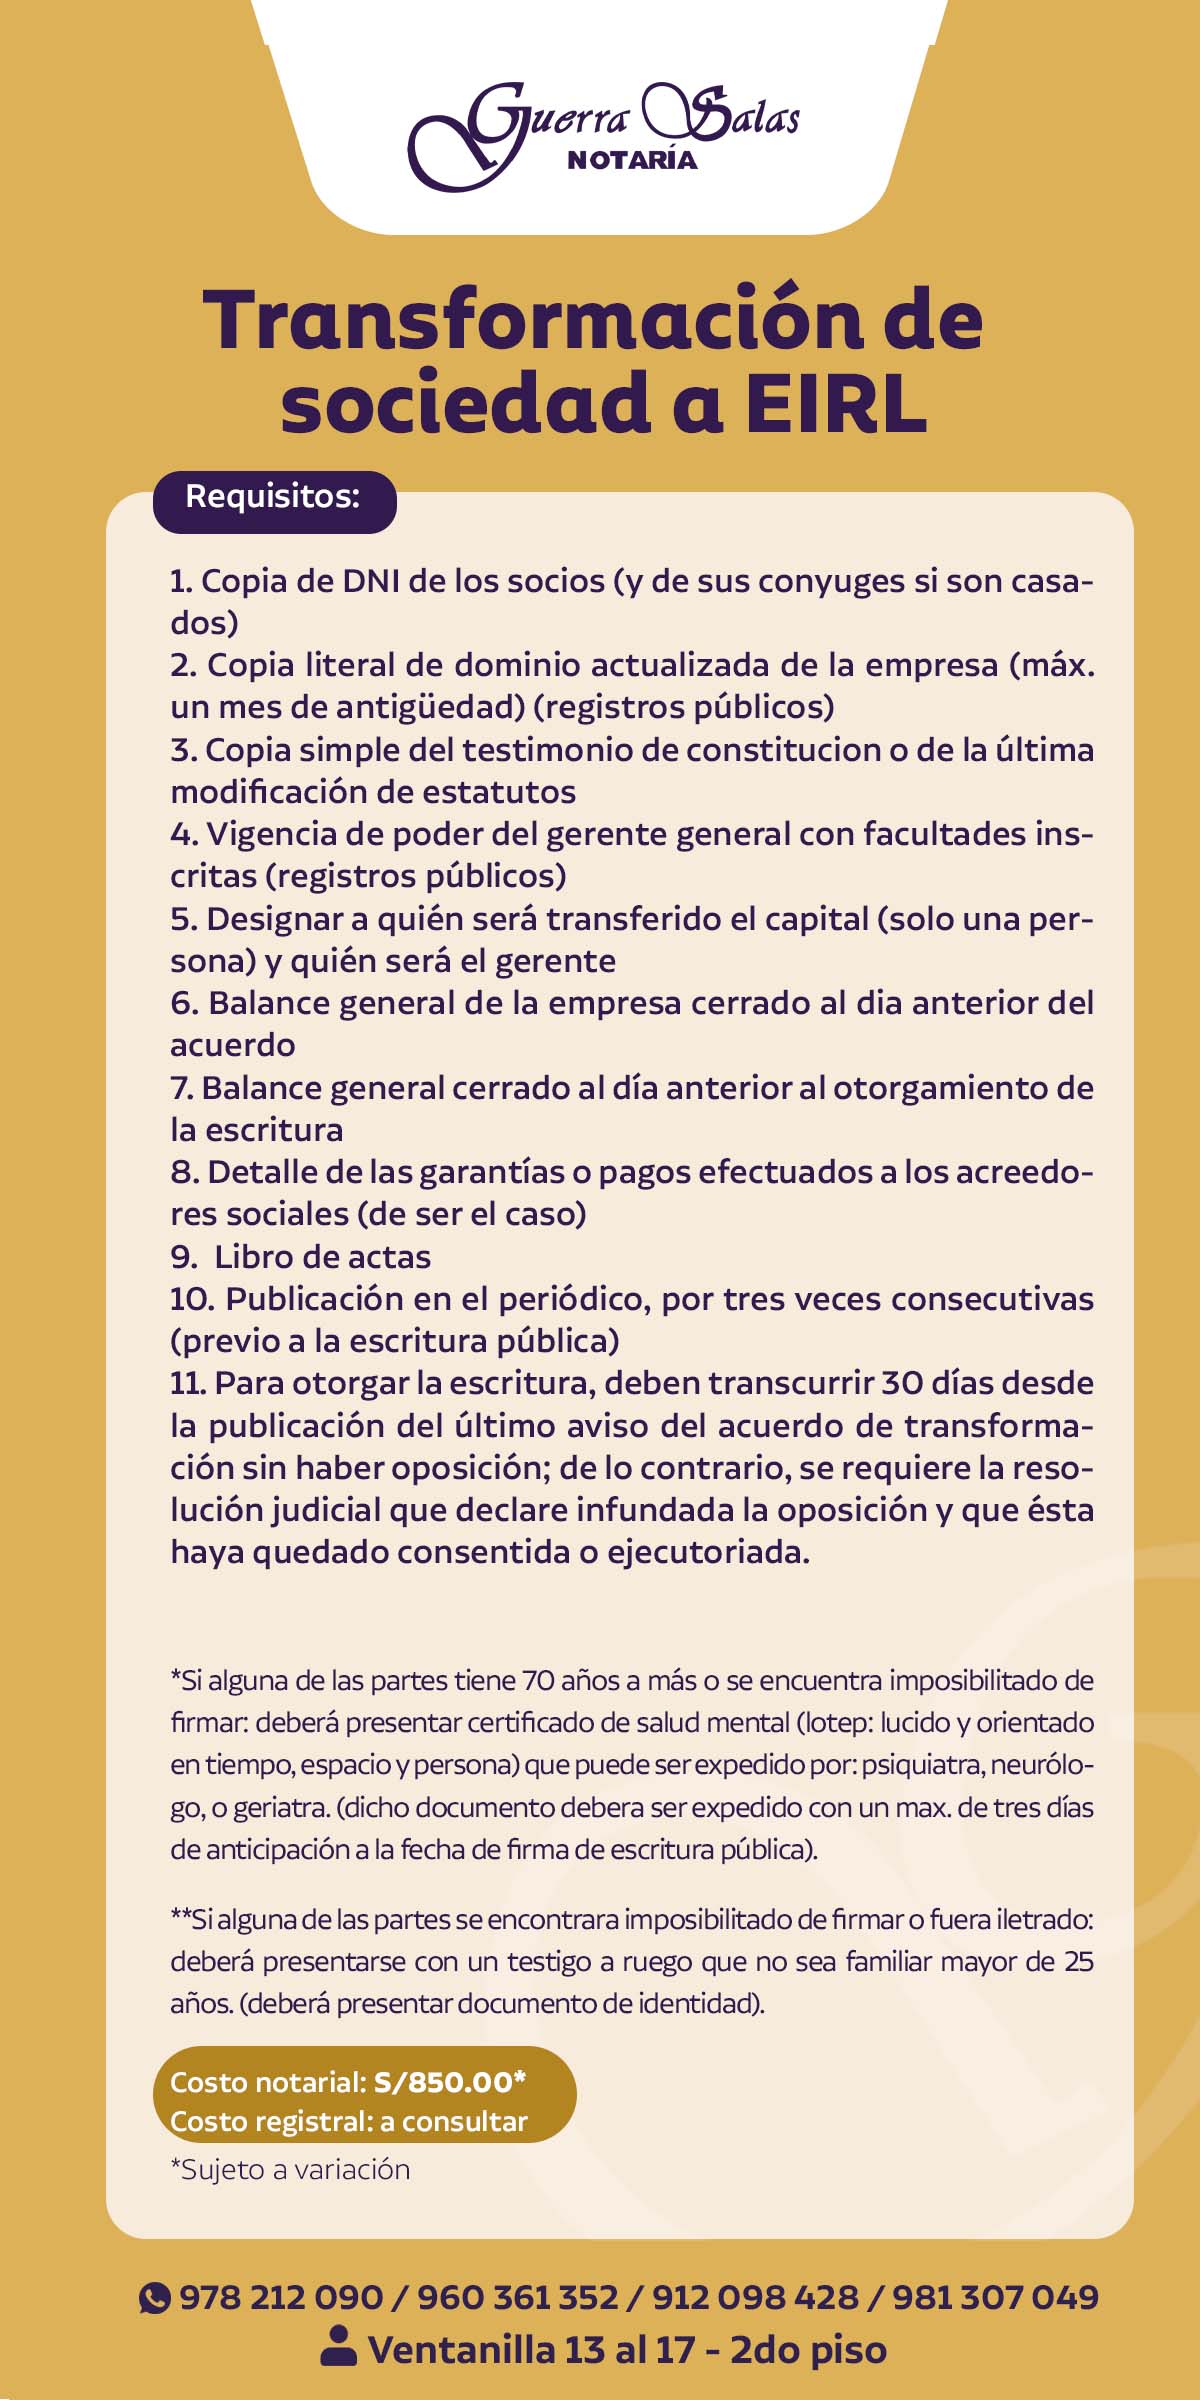 Guerra Salas
NOTARÍA
Transformación de
sociedad a EIRL
Requisitos:
1. Copia de DNI de los socios (y de sus conyuges si son casa-
dos)
2. Copia literal de dominio actualizada de la empresa (máx.
un mes de antigüedad) (registros públicos)
3. Copia simple del testimonio de constitucion o de la última
modificación de estatutos
4. Vigencia de poder del gerente general con facultades ins-
critas (registros públicos)
5. Designar a quién será transferido el capital (solo una per-
sona) y quién será el gerente
6. Balance general de la empresa cerrado al dia anterior del
acuerdo
7. Balance general cerrado al día anterior al otorgamiento de
la escritura
8. Detalle de las garantías o pagos efectuados a los acreedo-
res sociales (de ser el caso)
9. Libro de actas
10. Publicación en el periódico, por tres veces consecutivas
(previo a la escritura pública)
11. Para otorgar la escritura, deben transcurrir 30 días desde
la publicación del último aviso del acuerdo de transforma-
ción sin haber oposición; de lo contrario, se requiere la reso-
lución judicial que declare infundada la oposición y que ésta
haya quedado consentida o ejecutoriada.
*Si alguna de las partes tiene 70 años a más o se encuentra imposibilitado de
firmar: deberá presentar certificado de salud mental (lotep: lucido y orientado
en tiempo, espacio y persona) que puede ser expedido por: psiquiatra, neurólo-
go, o geriatra. (dicho documento debera ser expedido con un max. de tres días
de anticipación a la fecha de firma de escritura pública).
**Si alguna de las partes se encontrara imposibilitado de firmar o fuera iletrado:
deberá presentarse con un testigo a ruego que no sea familiar mayor de 25
años. (deberá presentar documento de identidad).
Costo notarial: S/850.00*
Costo registral: a consultar
*Sujeto a variación
978 212 090 / 960 361 352 / 912 098 428 / 981 307 049
Ventanilla 13 al 17 - 2do piso